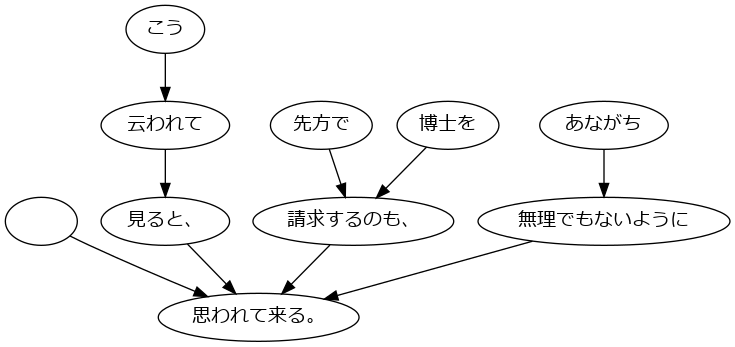 こう
云われて
先方で
博士を
あながち
見ると、
請求するのも、
無理でもないように
思われて来る。